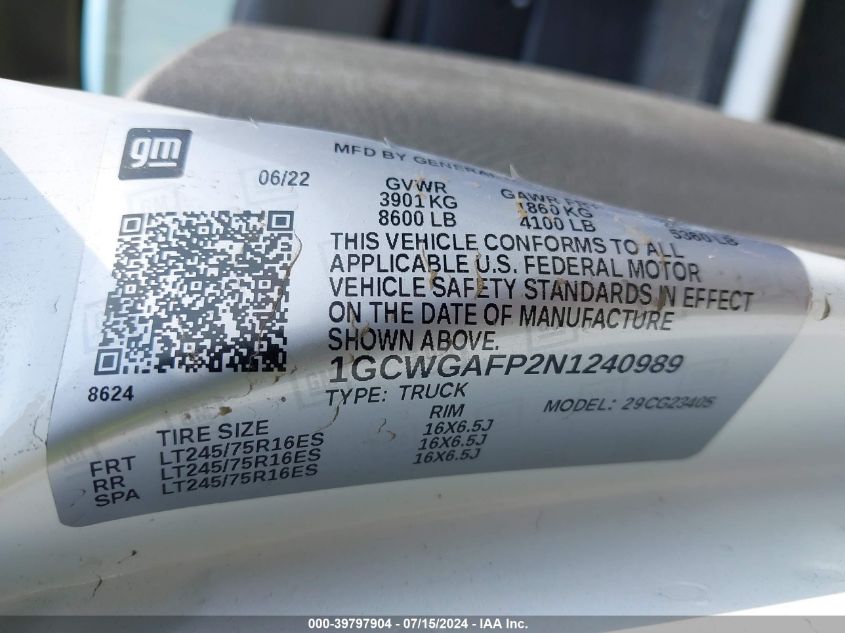 gm
MFD BY GENERAL
06/22
GVWR GAWR
3901 KG 1860 KG
8600 LB 4100 LB 5360 LB
THIS VEHICLE CONFORMS TO ALL
APPLICABLE U.S. FEDERAL MOTOR
VEHICLE SAFETY STANDARDS IN EFFECT
ON THE DATE OF MANUFACTURE
SHOWN ABOVE.
8624
1GCWGAFP2N1240989
TYPE: TRUCK MODEL: 29CG23405
TIRE SIZE RIM
FRT LT245/75R16ES 16X6.5J
RR LT245/75R16ES 16X6.5J
SPA LT245/75R16ES 16X6.5J
000-39797904 - 07/15/2024 - IAA Inc.